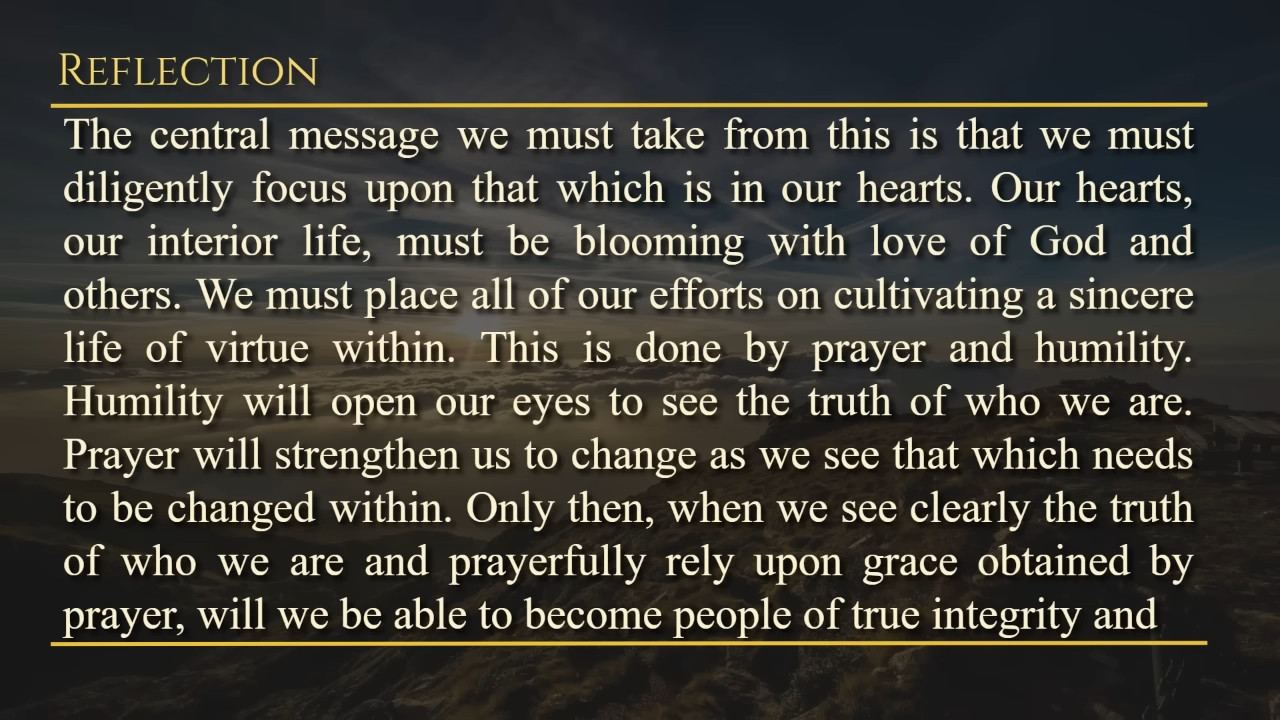 Reflection
The central message we must take from this is that we must
diligently focus upon that which is in our hearts. Our hearts,
our interior life, must be blooming with love of God and
others. We must place all of our efforts on cultivating a sincere
life of virtue within. This is done by prayer and humility.
Humility will open our eyes to see the truth of who we are.
Prayer will strengthen us to change as we see that which needs
to be changed within. Only then, when we see clearly the truth
of who we are and prayerfully rely upon grace obtained by
prayer, will we be able to become people of true integrity and